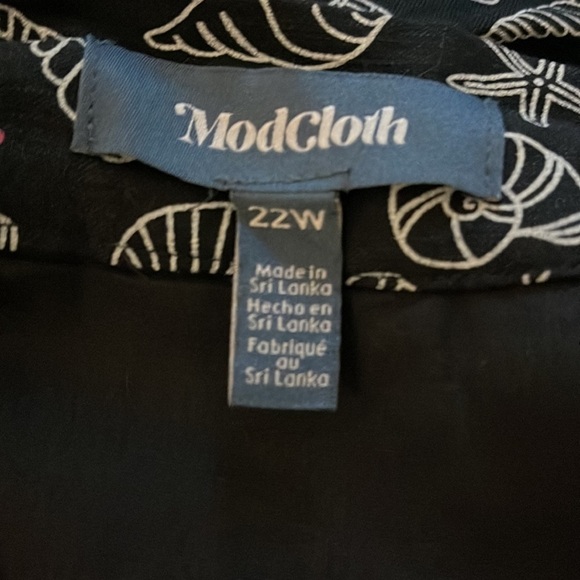 ModCloth
22W
Made in
Sri Lanka
Hecho en
Sri Lanka
Fabriqué
au
Sri Lanka